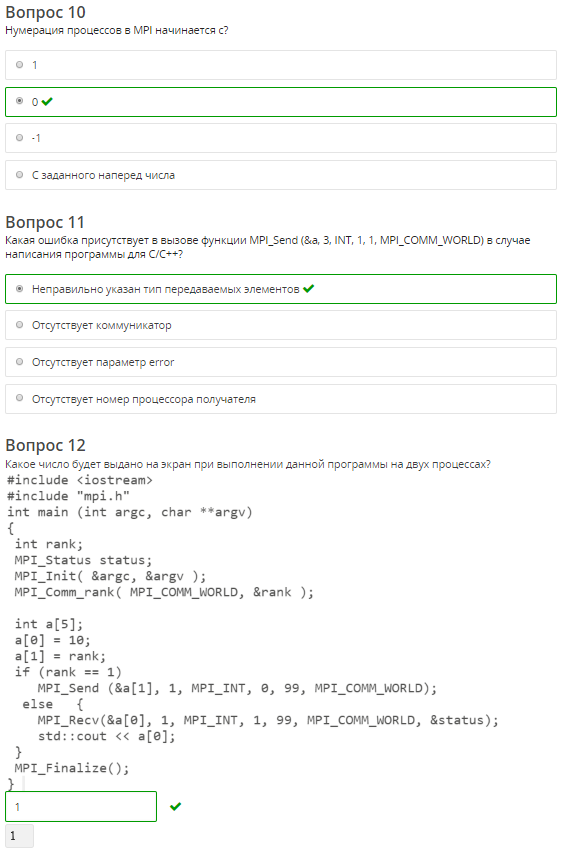 Вопрос 10
Нумерация процессов в MPI начинается с?
1
0
-1
С заданного наперед числа
Вопрос 11
Какая ошибка присутствует в вызове функции MPI_Send (&a, 3, INT, 1, 1, MPI_COMM_WORLD) в случае
написания программы для C/C++?
Неправильно указан тип передаваемых элементов
Отсутствует коммуникатор
Отсутствует параметр error
Отсутствует номер процессора получателя
Вопрос 12
Какое число будет выдано на экран при выполнении данной программы на двух процессах?
#include <iostream>
#include "mpi.h"
int main (int argc, char **argv)
{
 int rank;
 MPI_Status status;
 MPI_Init( &argc, &argv );
 MPI_Comm_rank( MPI_COMM_WORLD, &rank );
 int a[5];
 a[0] = 10;
 a[1] = rank;
 if (rank == 1)
    MPI_Send (&a[1], 1, MPI_INT, 0, 99, MPI_COMM_WORLD);
  else   {
    MPI_Recv(&a[0], 1, MPI_INT, 1, 99, MPI_COMM_WORLD, &status);
    std::cout << a[0];
 }
 MPI_Finalize();
}
1
1